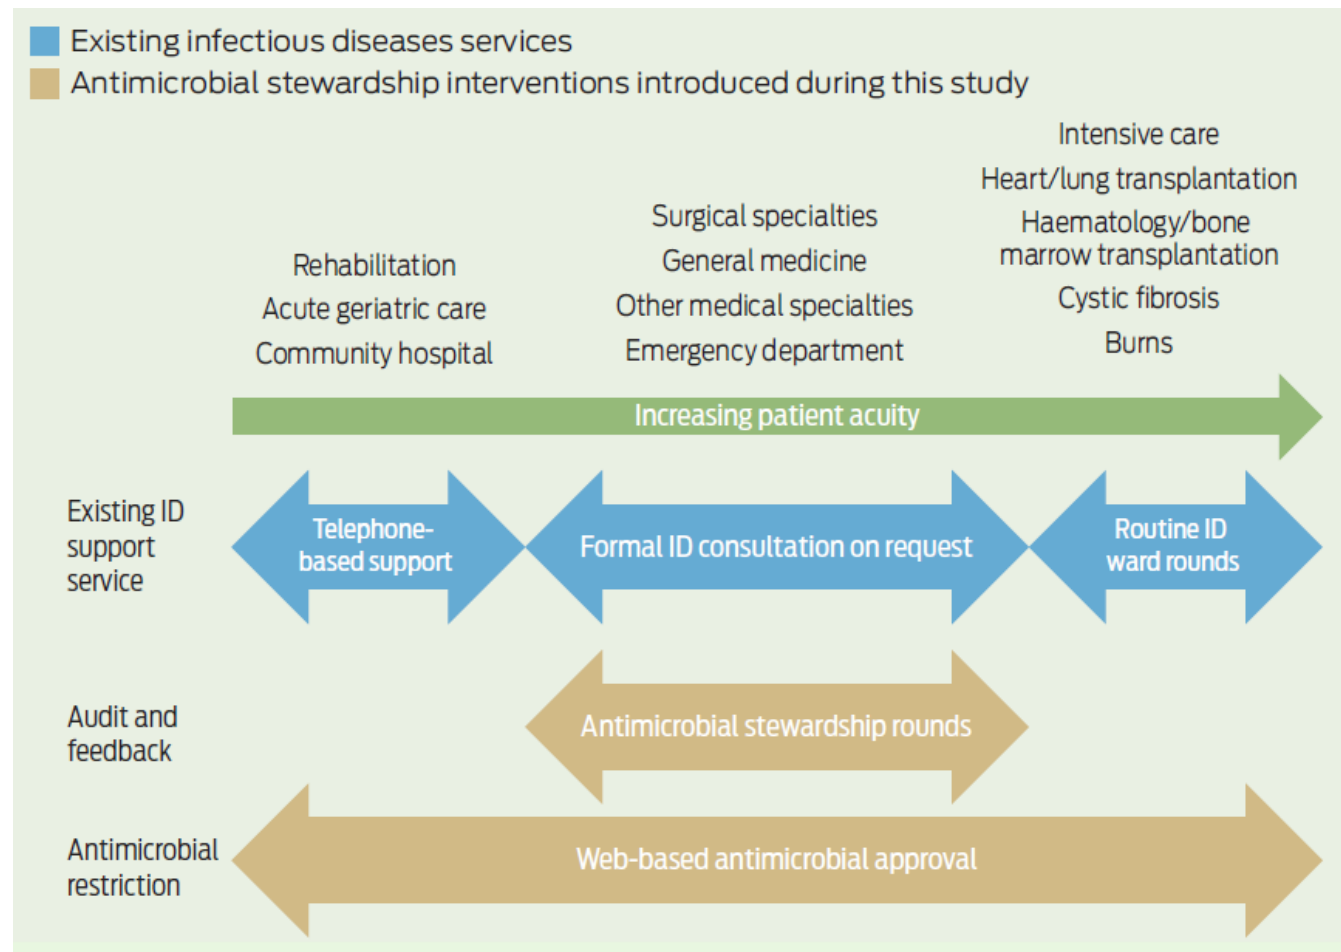 Existing infectious diseases services
Antimicrobial stewardship interventions introduced during this study
Rehabilitation
Acute geriatric care
Community hospital
Surgical specialties
General medicine
Other medical specialties
Emergency department
Intensive care
Heart/lung transplantation
Haematology/bone
marrow transplantation
Cystic fibrosis
Burns
Increasing patient acuity
Existing ID
support
service
Telephone-
based support
Formal ID consultation on request
Routine ID
ward rounds
Audit and
feedback
Antimicrobial stewardship rounds
Antimicrobial
restriction
Web-based antimicrobial approval